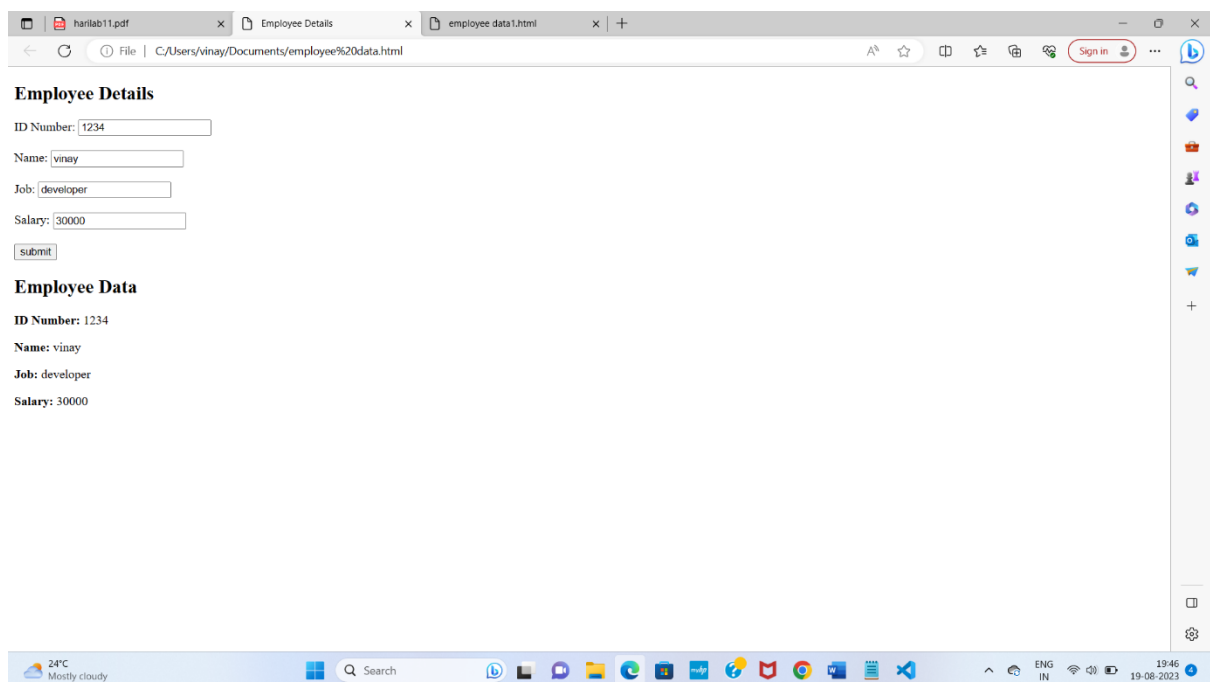 harilab11.pdf
Employee Details
employee data1.html
File
C:/Users/vinay/Documents/employee%20data.html
Sign in
Employee Details
ID Number: 1234
Name: vinay
Job: developer
Salary: 30000
submit
Employee Data
ID Number: 1234
Name: vinay
Job: developer
Salary: 30000
24°C
Mostly cloudy
Search
ENG
IN
19:46
19-08-2023
4